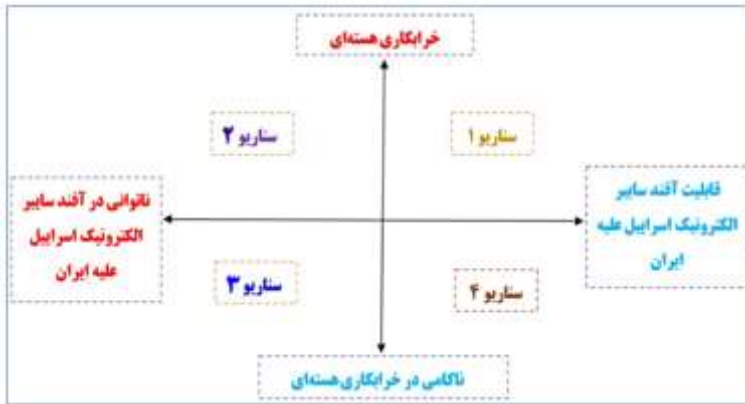 خرابکاری هسته‌ای
سناریو ۱
سناریو ۲
قابلیت آفند سایبر
الکترونیک اسراییل علیه
ایران
ناتوانی در آفند سایبر
الکترونیک اسراییل
علیه ایران
سناریو ۳
سناریو ۴
ناکامی در خرابکاری هسته‌ای